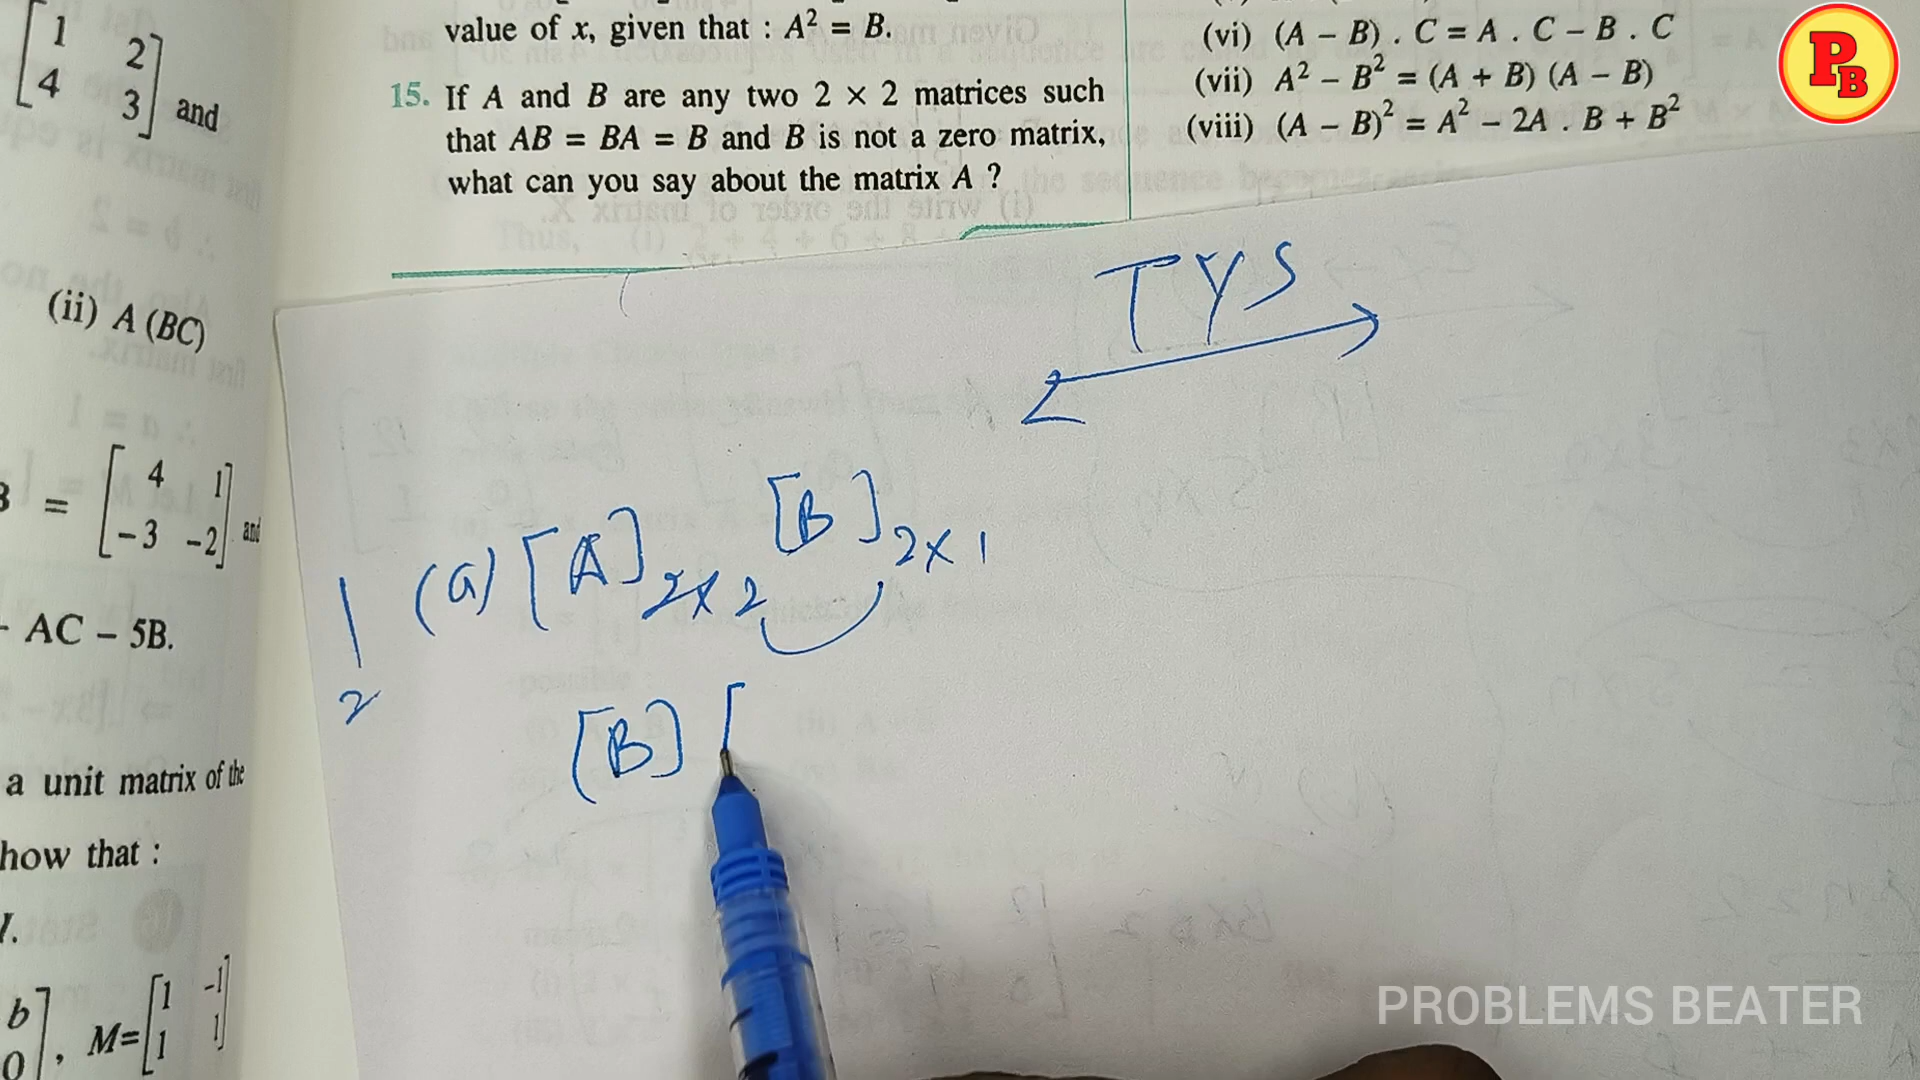 [1 2
4 3] and
(ii) A (BC)
B = [4 1
-3 -2] and
- AC - 5B.
a unit matrix of the
how that :
I.
b
0], M = [1 -1
1 1]
value of x, given that : A² = B.
15. If A and B are any two 2 × 2 matrices such
that AB = BA = B and B is not a zero matrix,
what can you say about the matrix A ?
(vi) (A – B) . C = A . C – B . C
(vii) A² – B² = (A + B) (A – B)
(viii) (A – B)² = A² – 2A . B + B²
PB
TYS
1 (a) [A] 2×2 [B] 2×1
2
[B] [
PROBLEMS BEATER